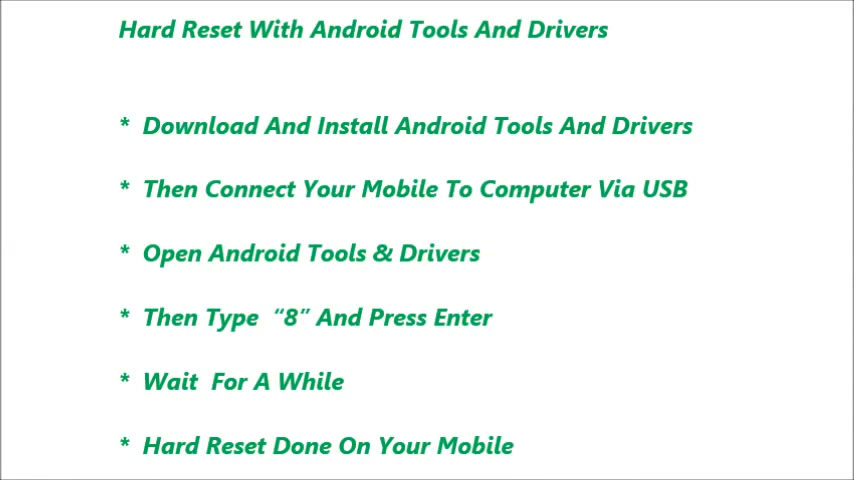 Hard Reset With Android Tools And Drivers
* Download And Install Android Tools And Drivers
* Then Connect Your Mobile To Computer Via USB
* Open Android Tools & Drivers
* Then Type “8” And Press Enter
* Wait For A While
* Hard Reset Done On Your Mobile